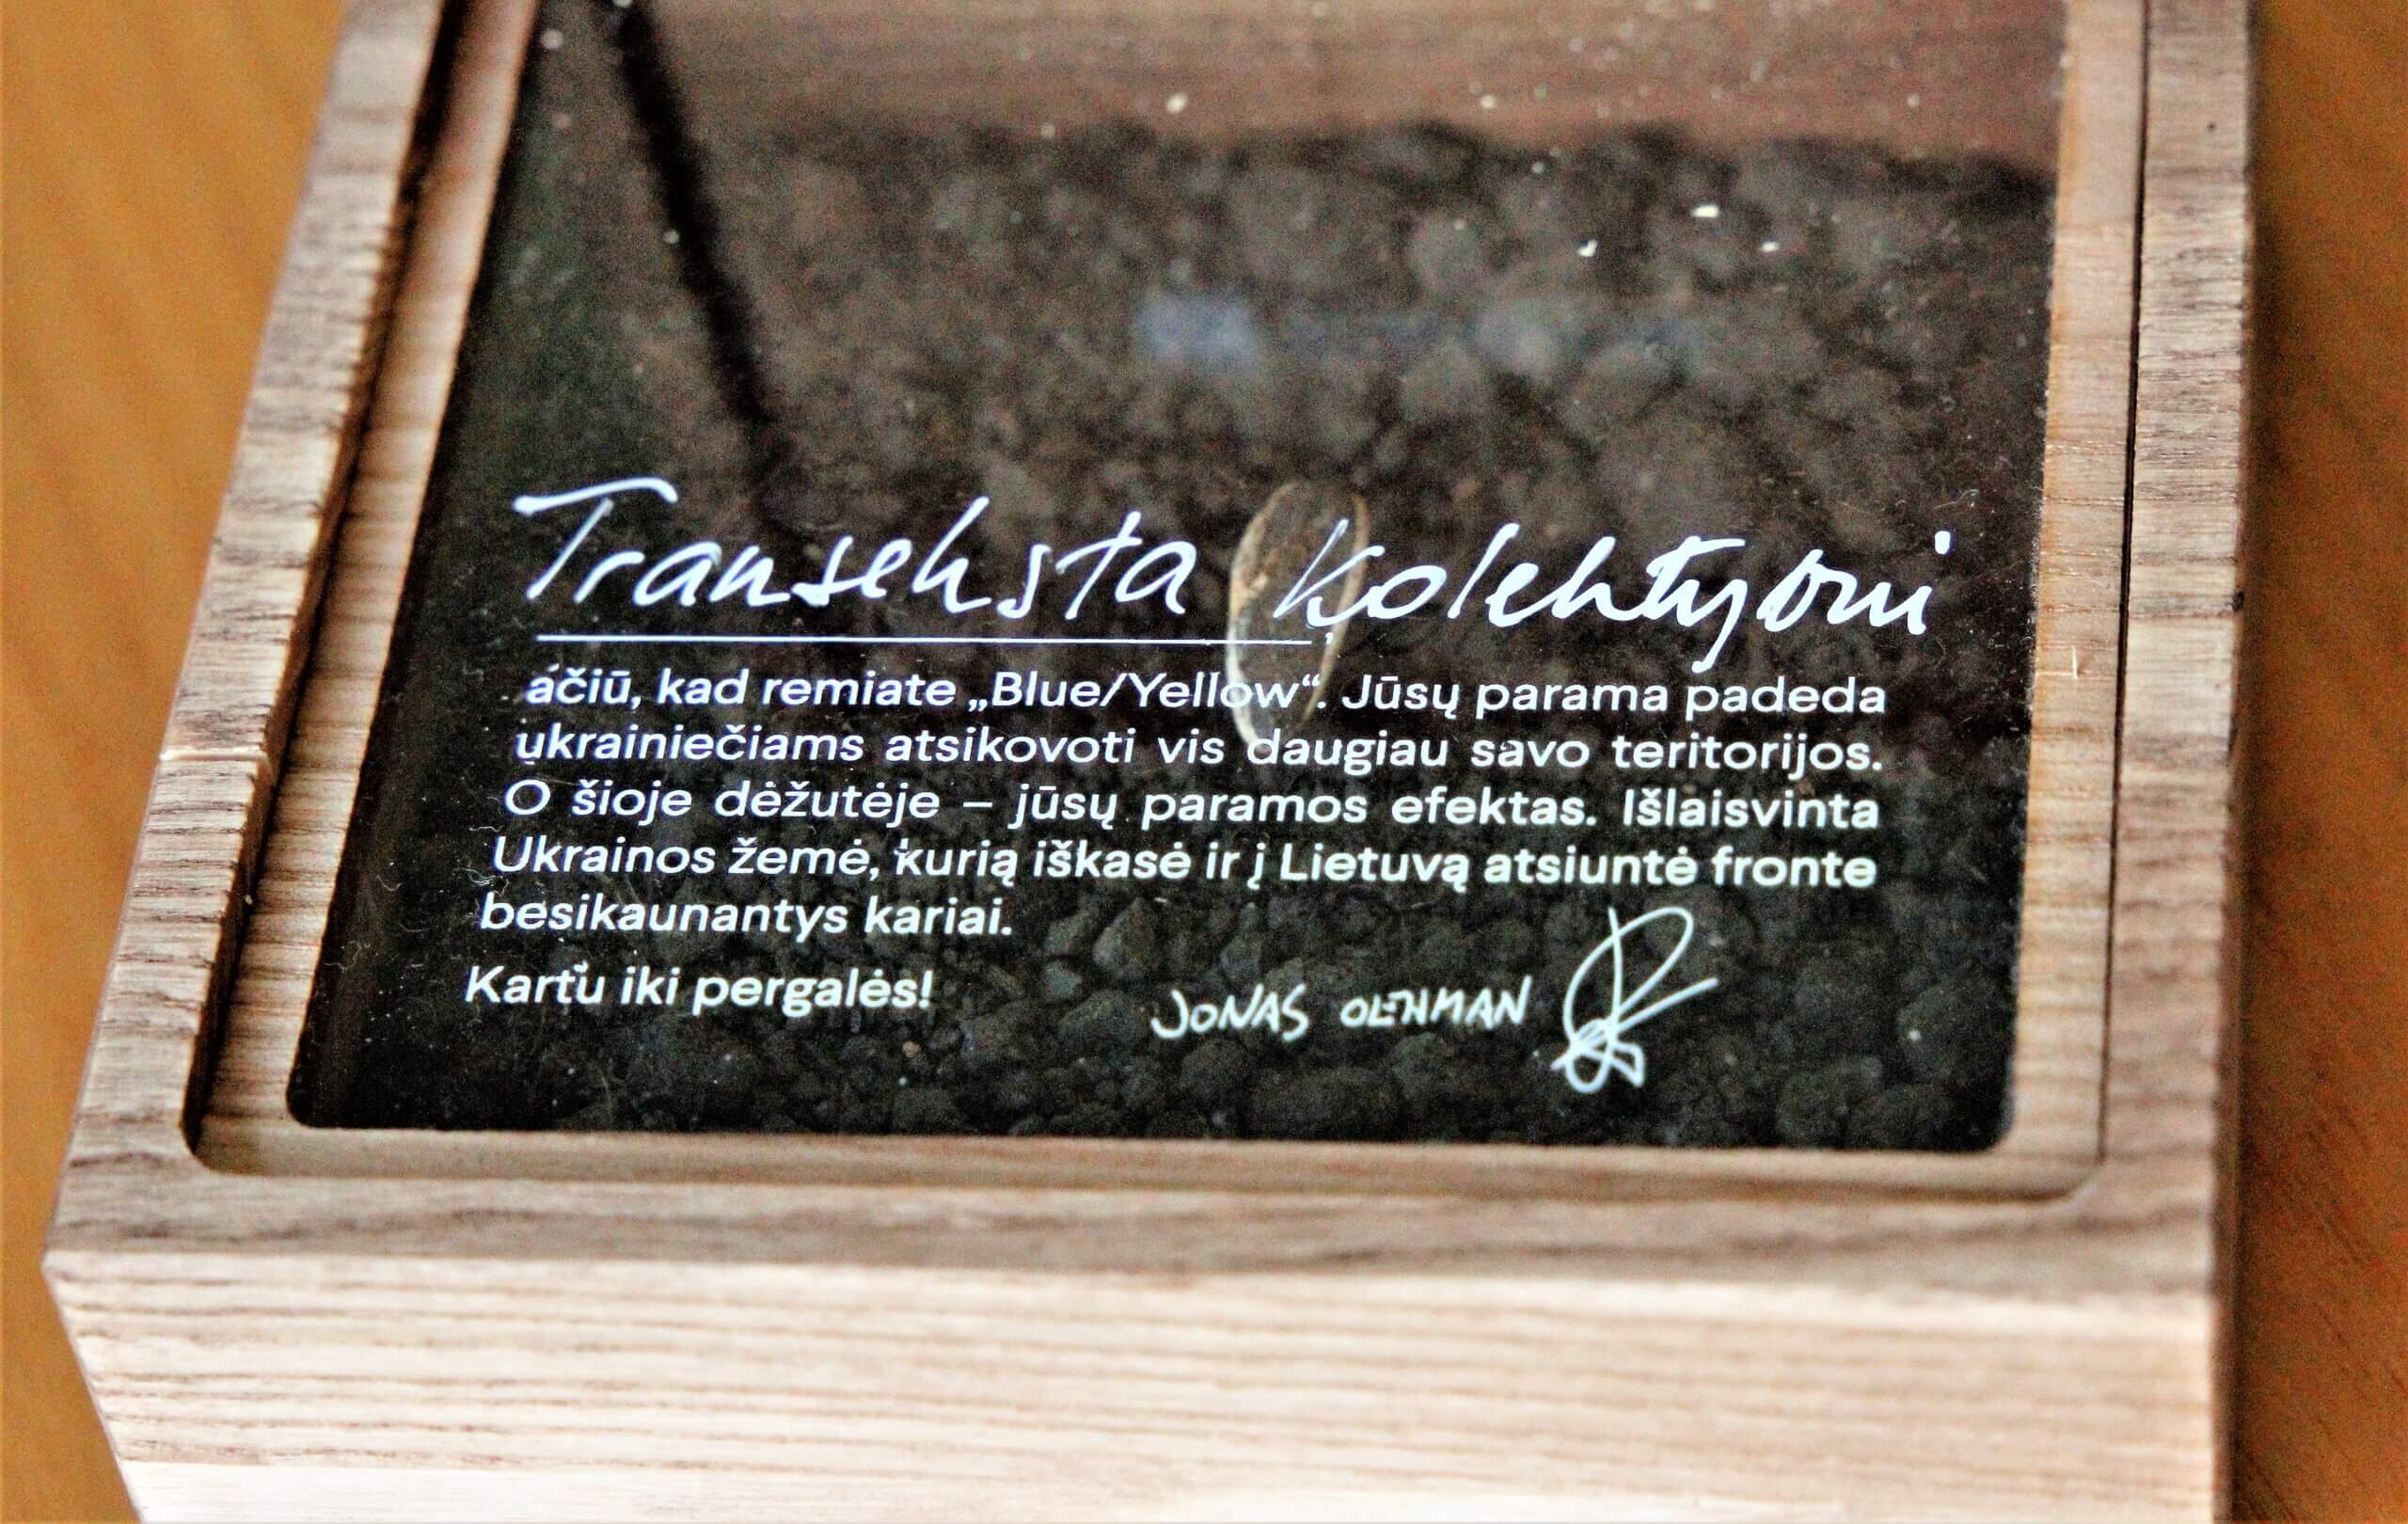 Transeksta kolektyvui
ačiū, kad remiate „Blue/Yellow“. Jūsų parama padeda
ukrainiečiams atsikovoti vis daugiau savo teritorijos.
O šioje dėžutėje – jūsų paramos efektas. Išlaisvinta
Ukrainos žemė, kurią iškasė ir į Lietuvą atsiuntė fronte
besikaunantys kariai.
Kartu iki pergalės!
JONAS OEHMAN